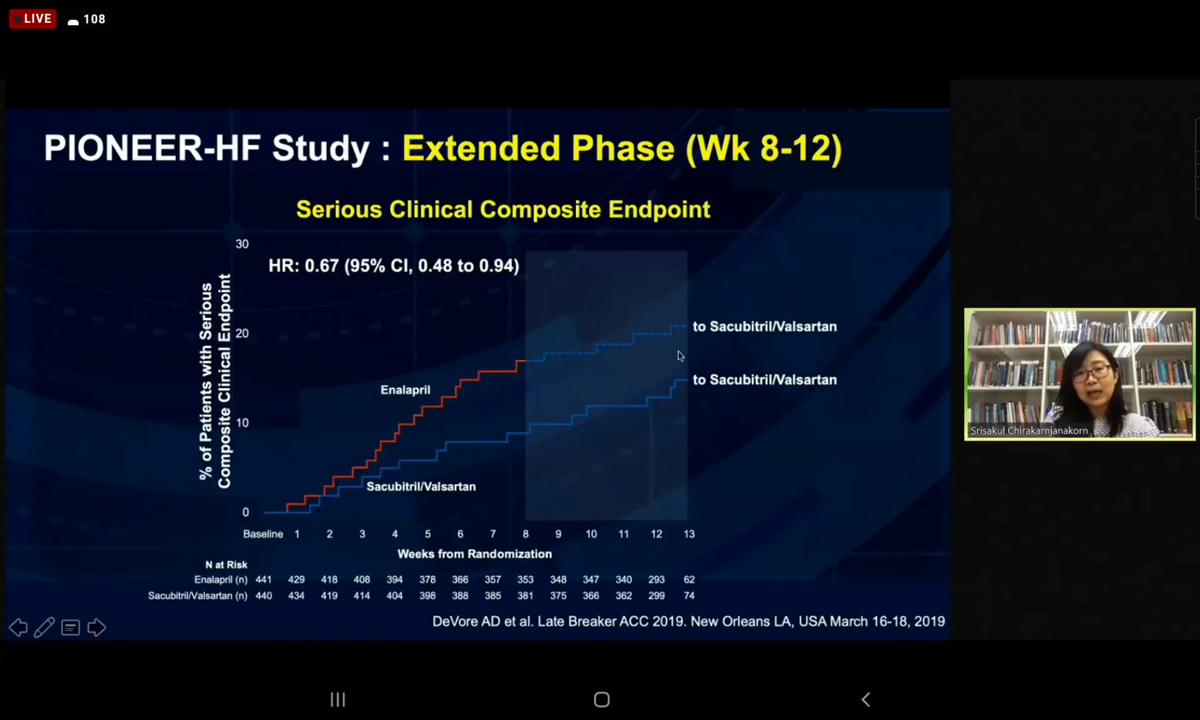 LIVE 108
PIONEER-HF Study : Extended Phase (Wk 8-12)
Serious Clinical Composite Endpoint
% of Patients with Serious
Composite Clinical Endpoint
30
20
10
0
HR: 0.67 (95% CI, 0.48 to 0.94)
to Sacubitril/Valsartan
to Sacubitril/Valsartan
Enalapril
Sacubitril/Valsartan
Baseline 1 2 3 4 5 6 7 8 9 10 11 12 13
Weeks from Randomization
N at Risk
Enalapril (n) 441 429 418 408 394 378 366 357 353 348 347 340 293 62
Sacubitril/Valsartan (n) 440 434 419 414 404 398 388 385 381 375 366 362 299 74
DeVore AD et al. Late Breaker ACC 2019. New Orleans LA, USA March 16-18, 2019
Srisakul Chirakarnjanakorn